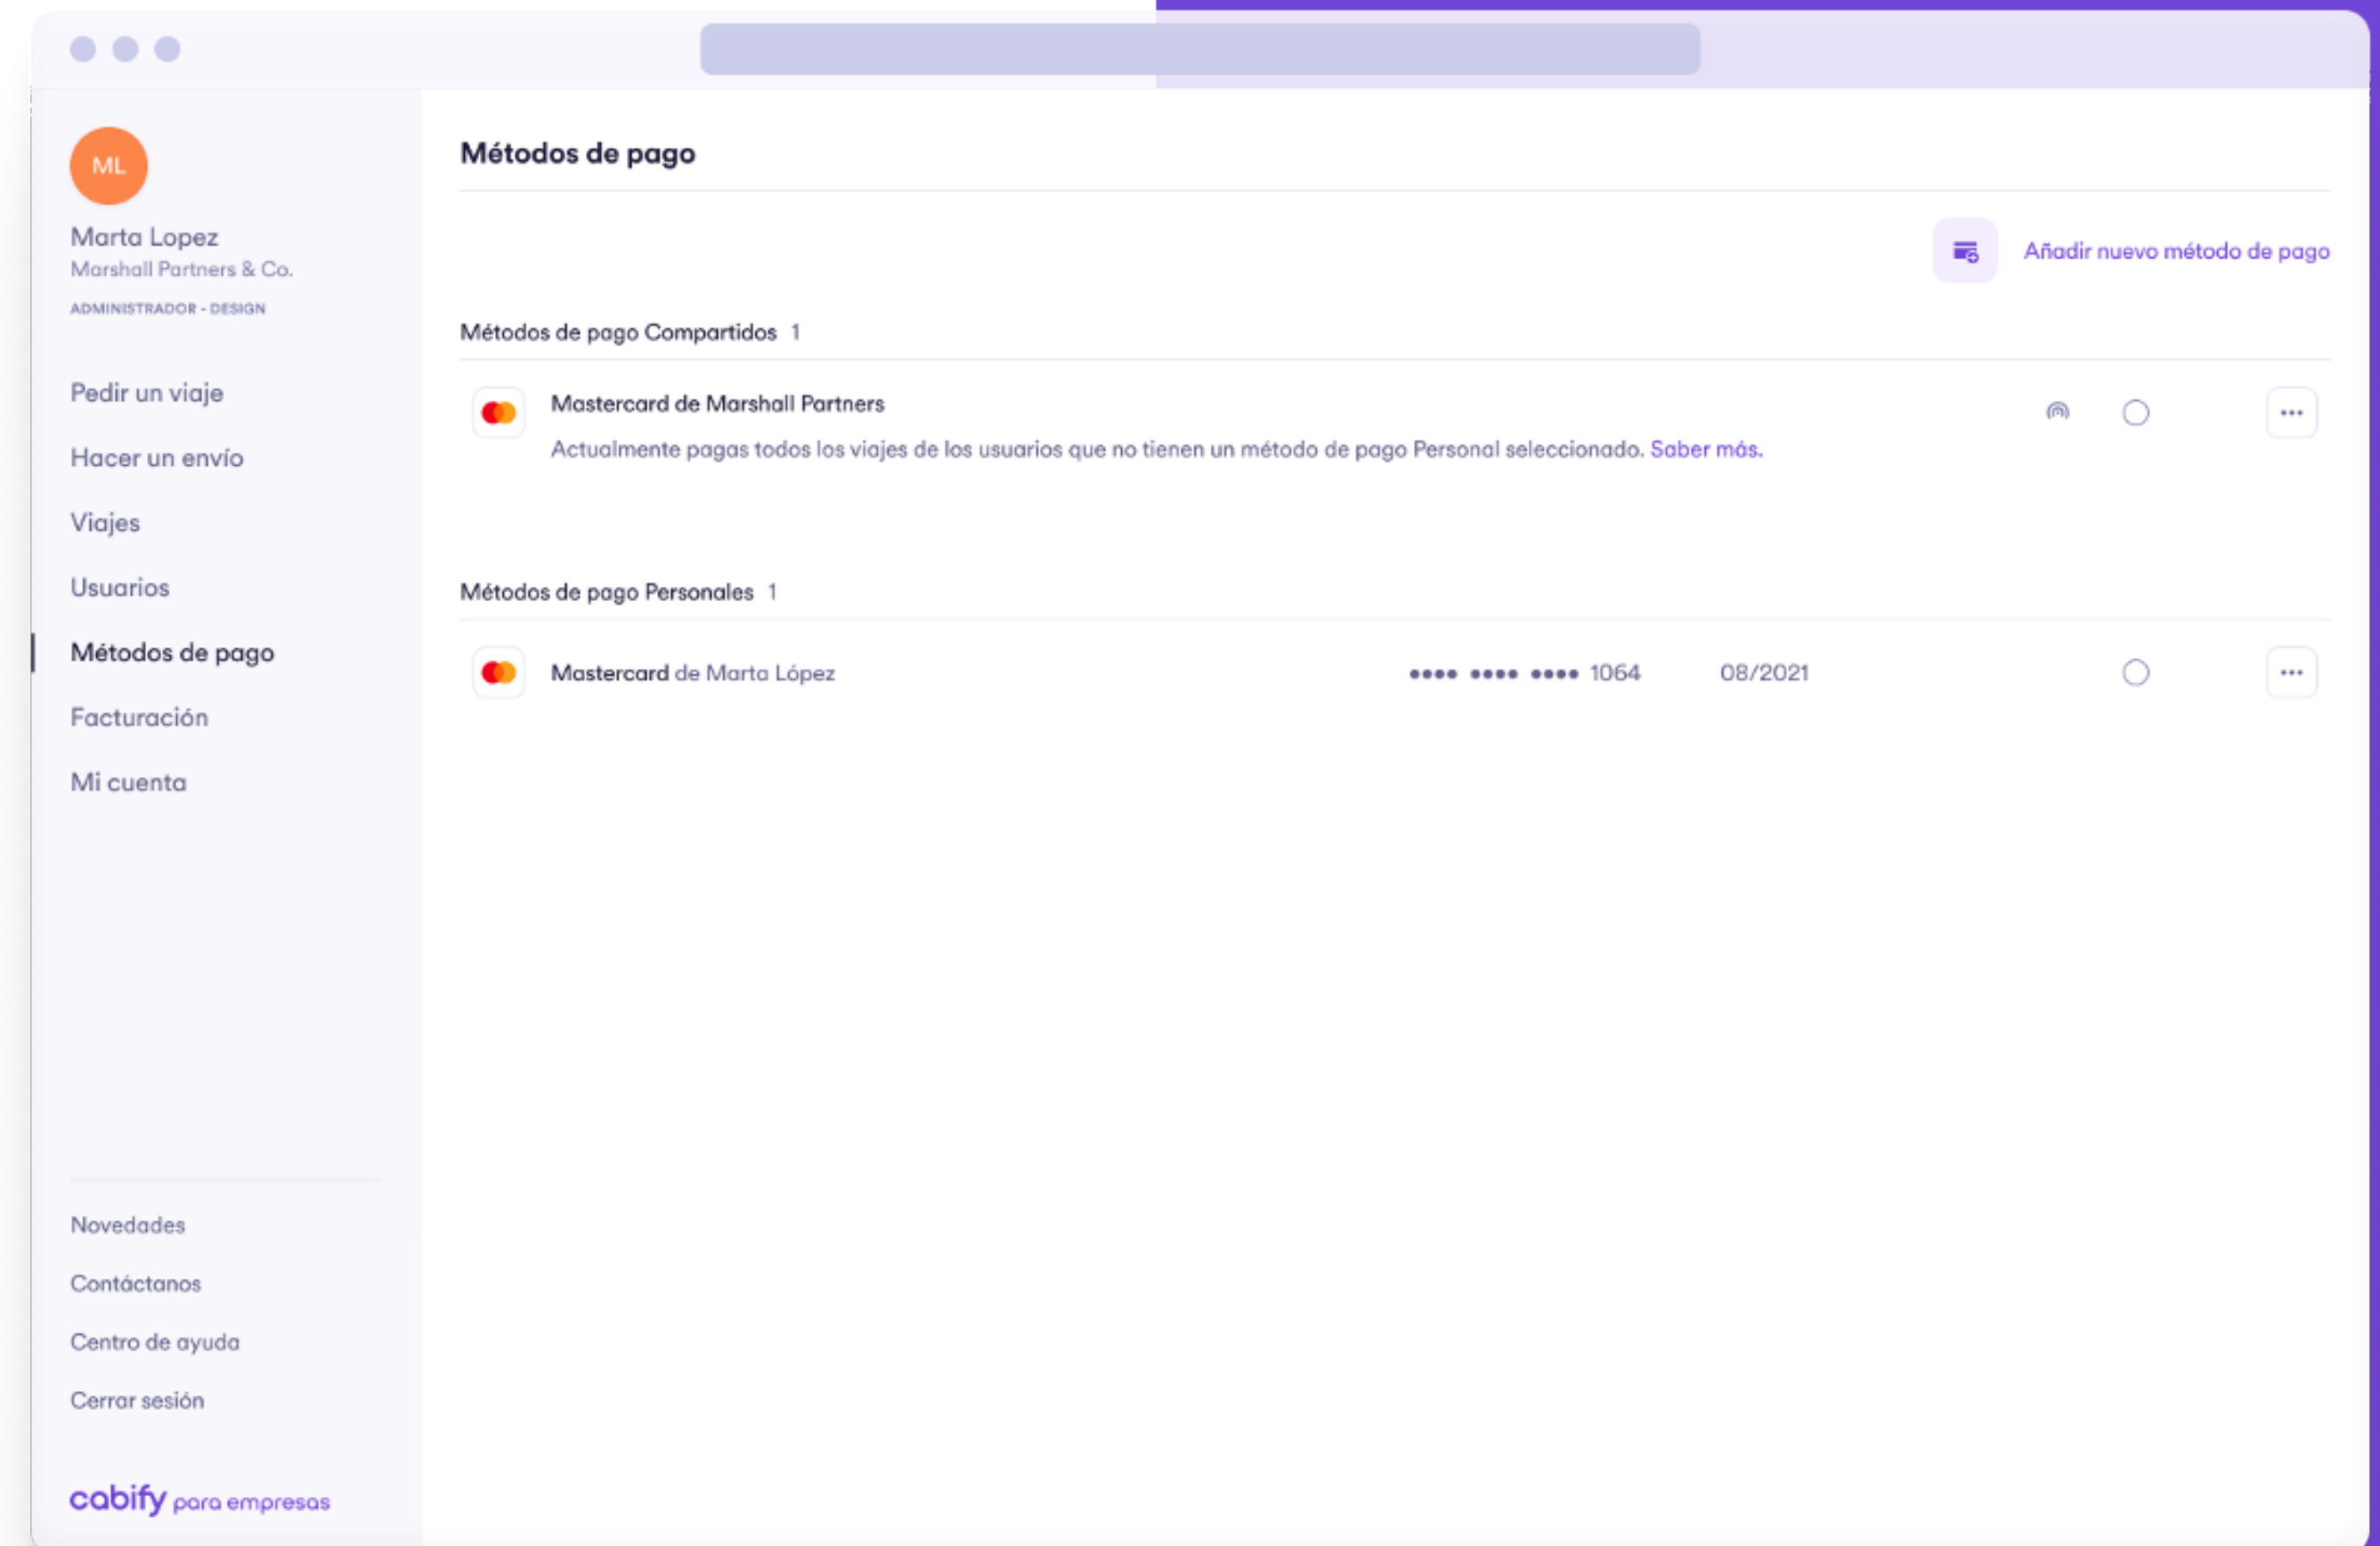 ML
Marta Lopez
Marshall Partners & Co.
ADMINISTRADOR - DESIGN
Pedir un viaje
Hacer un envío
Viajes
Usuarios
Métodos de pago
Facturación
Mi cuenta
Novedades
Contáctanos
Centro de ayuda
Cerrar sesión
cabify para empresas
Métodos de pago
Añadir nuevo método de pago
Métodos de pago Compartidos 1
Mastercard de Marshall Partners
Actualmente pagas todos los viajes de los usuarios que no tienen un método de pago Personal seleccionado. Saber más.
Métodos de pago Personales 1
Mastercard de Marta López •••• •••• •••• 1064 08/2021